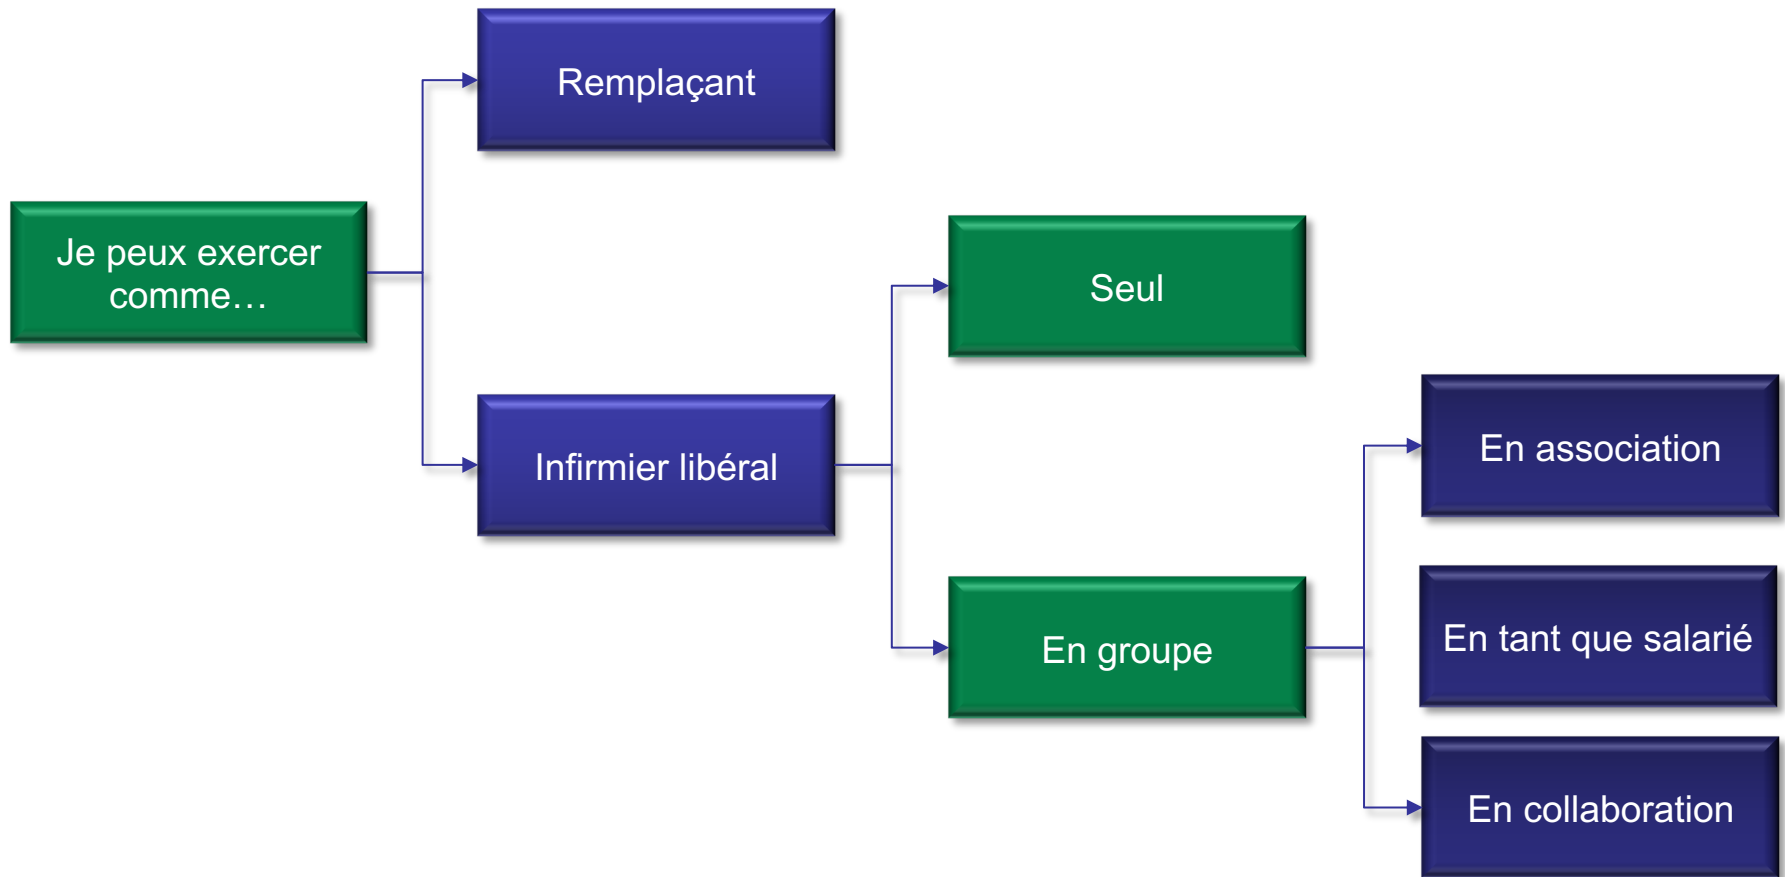 Remplaçant
Je peux exercer
comme…
Seul
Infirmier libéral
En association
En groupe
En tant que salarié
En collaboration